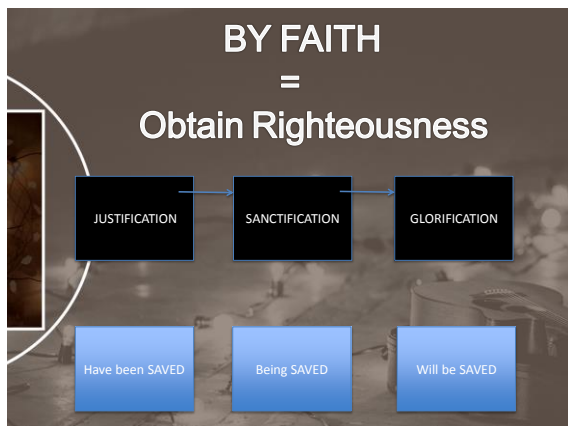 BY FAITH
=
Obtain Righteousness
JUSTIFICATION
SANCTIFICATION
GLORIFICATION
Have been SAVED
Being SAVED
Will be SAVED